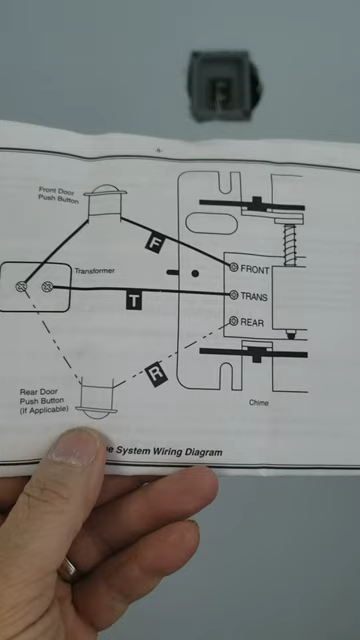 Front Door
Push Button
F
FRONT
Transformer
T
TRANS
REAR
R
Rear Door
Push Button
(If Applicable)
Chime
System Wiring Diagram